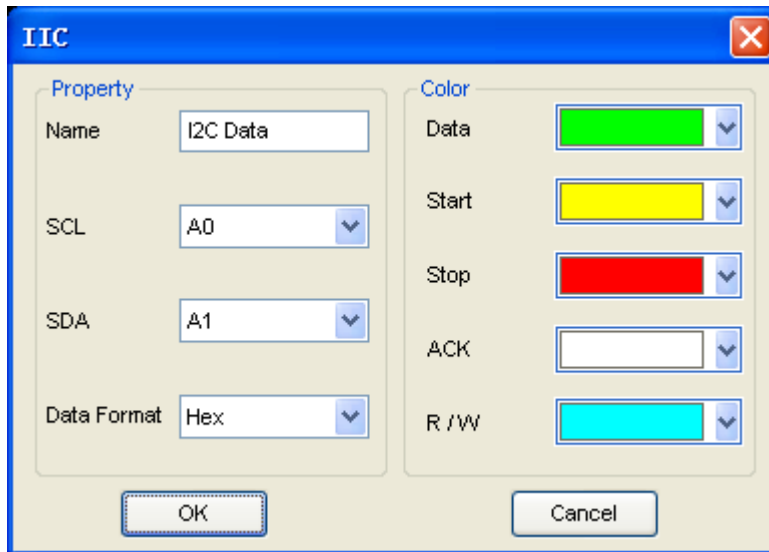 IIC
Property
Name
I2C Data
SCL
A0
SDA
A1
Data Format
Hex
Color
Data
Start
Stop
ACK
R / W
OK
Cancel